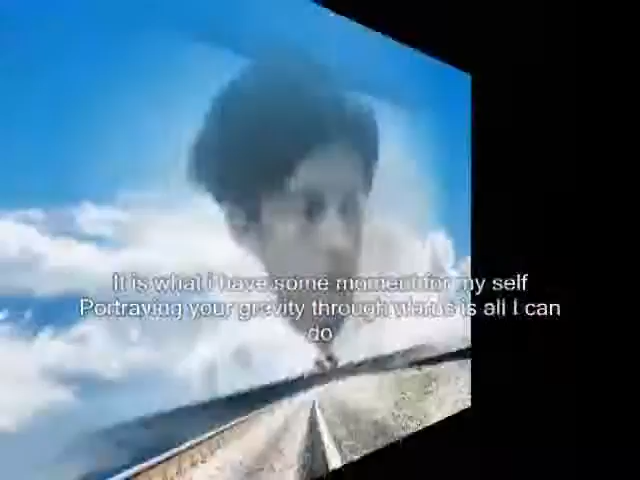 It is what i have some moment for my self
Portraying your gravity through words is all I can
do